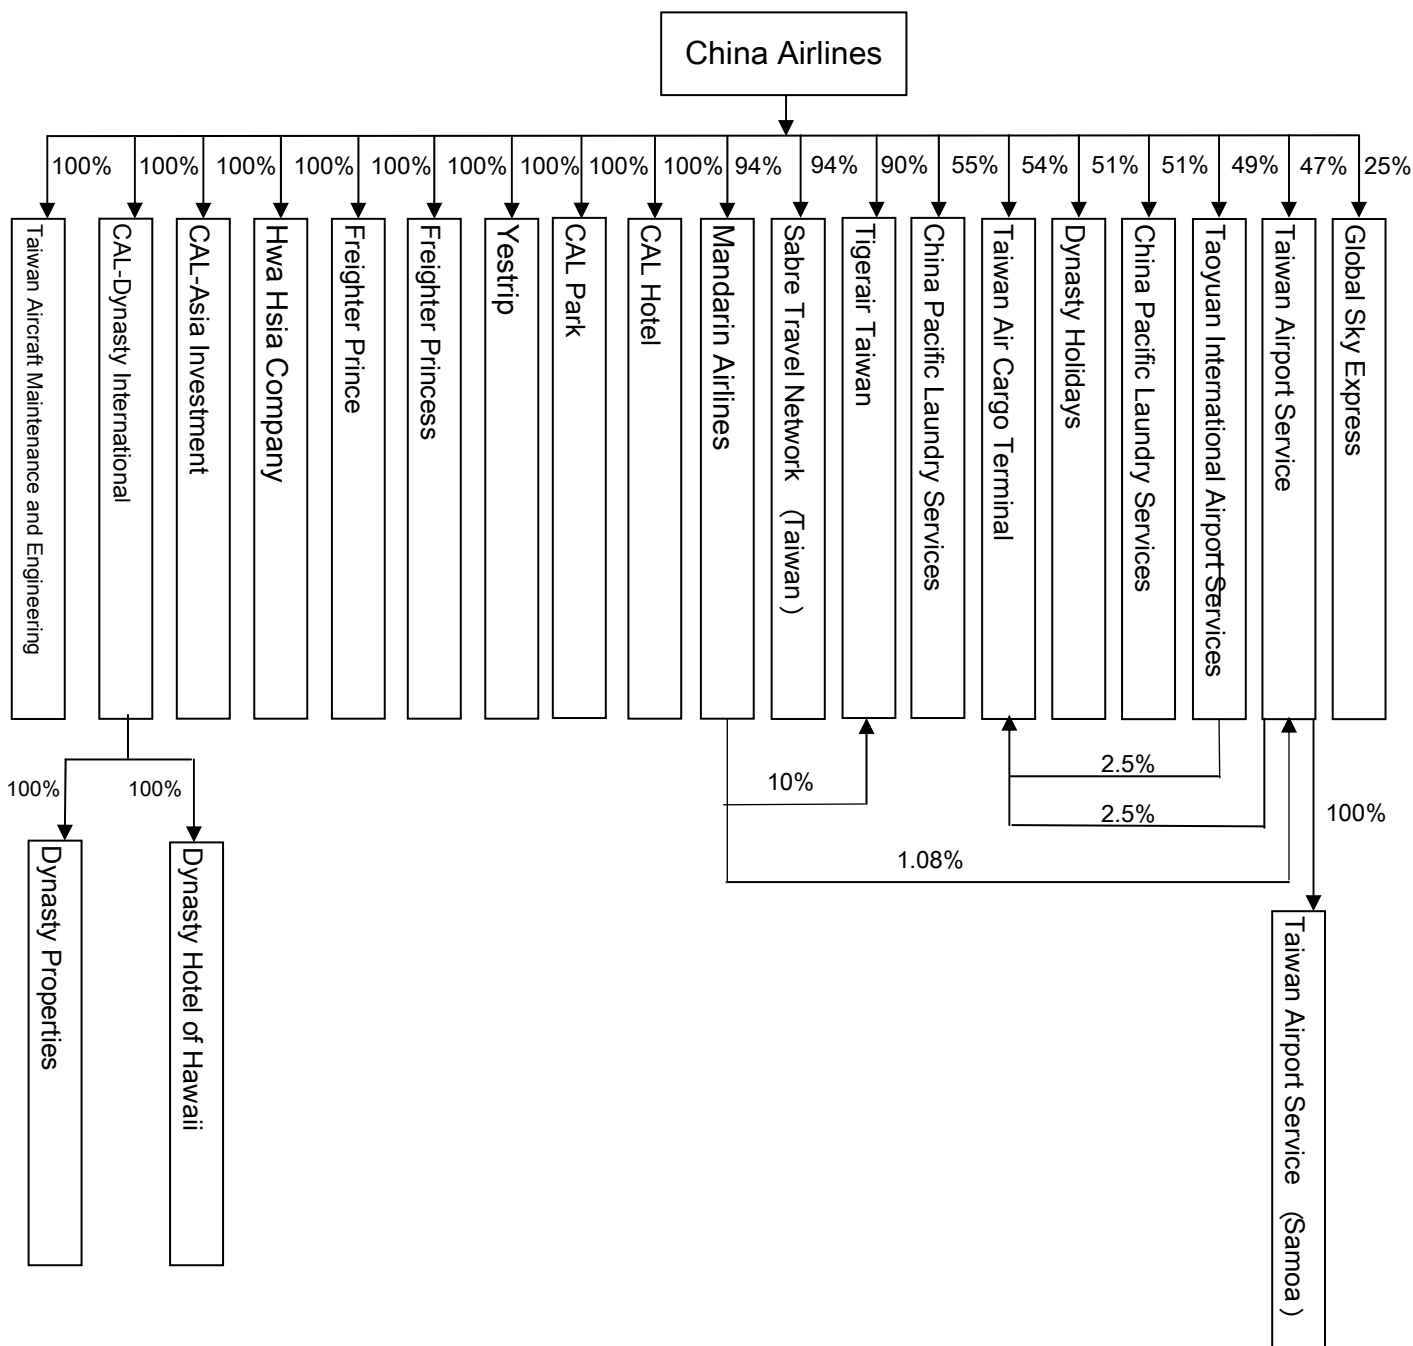 China Airlines
100%
100%
100%
100%
100%
100%
100%
100%
100%
94%
94%
90%
55%
54%
51%
51%
49%
47%
25%
Taiwan Aircraft Maintenance and Engineering
CAL-Dynasty International
CAL-Asia Investment
Hwa Hsia Company
Freighter Prince
Freighter Princess
Yestrip
CAL Park
CAL Hotel
Mandarin Airlines
Sabre Travel Network (Taiwan)
Tigerair Taiwan
China Pacific Laundry Services
Taiwan Air Cargo Terminal
Dynasty Holidays
China Pacific Laundry Services
Taoyuan International Airport Services
Taiwan Airport Service
Global Sky Express
100%
100%
10%
2.5%
2.5%
1.08%
100%
Dynasty Properties
Dynasty Hotel of Hawaii
Taiwan Airport Service (Samoa)